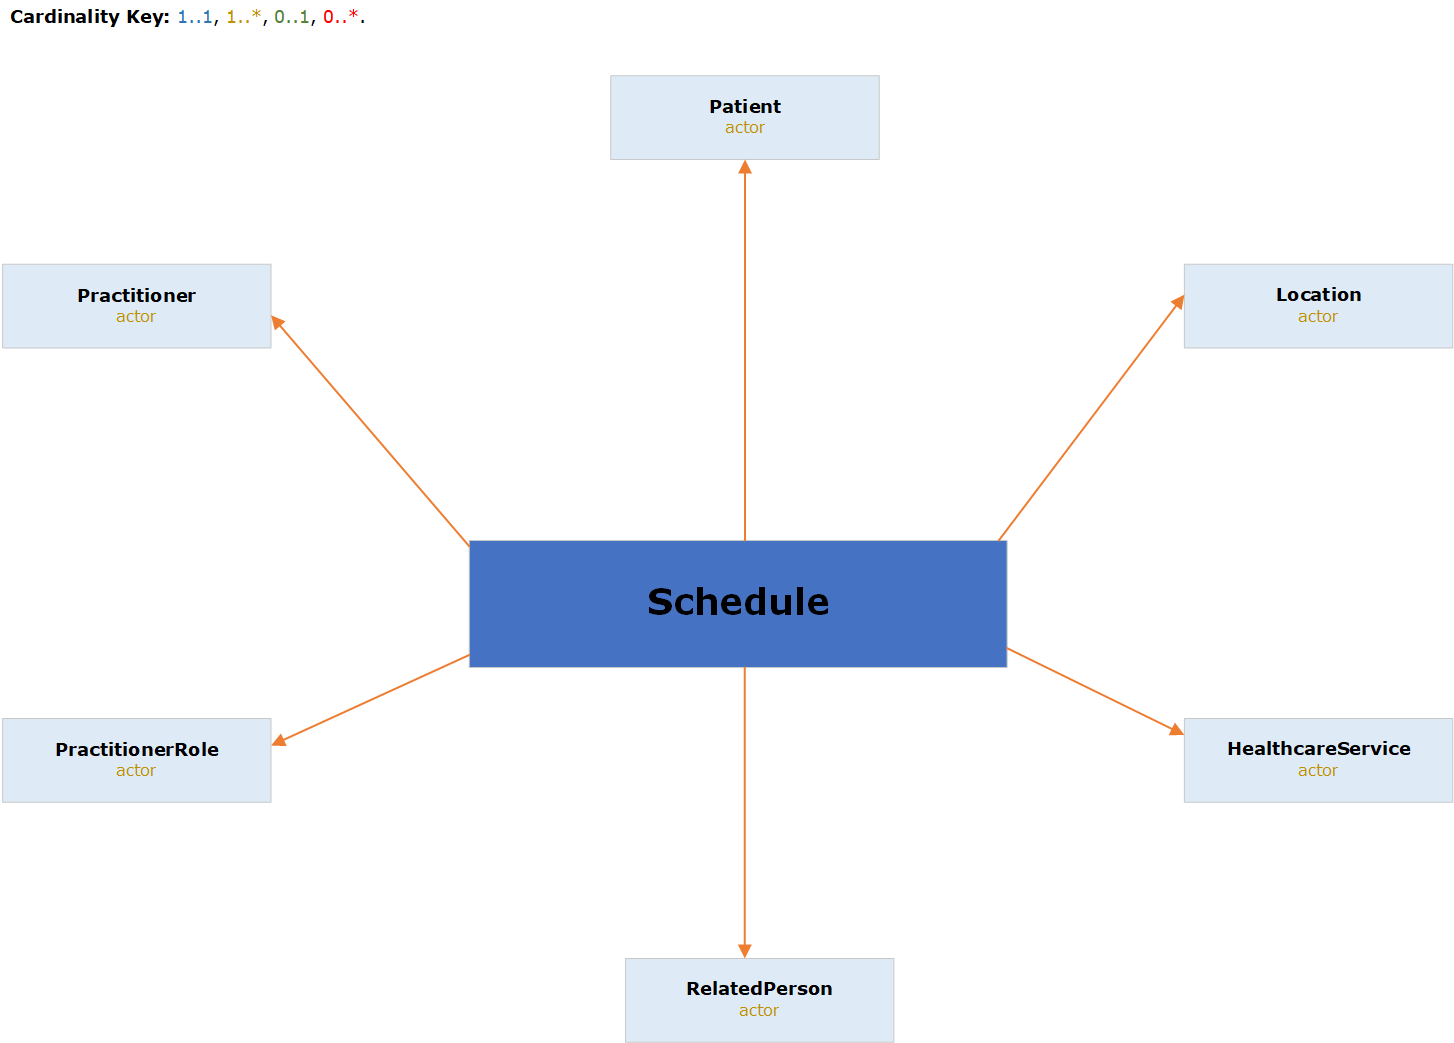 Cardinality Key: 1..1, 1..*, 0..1, 0..*.
Patient
actor
Practitioner
actor
Location
actor
Schedule
PractitionerRole
actor
HealthcareService
actor
RelatedPerson
actor